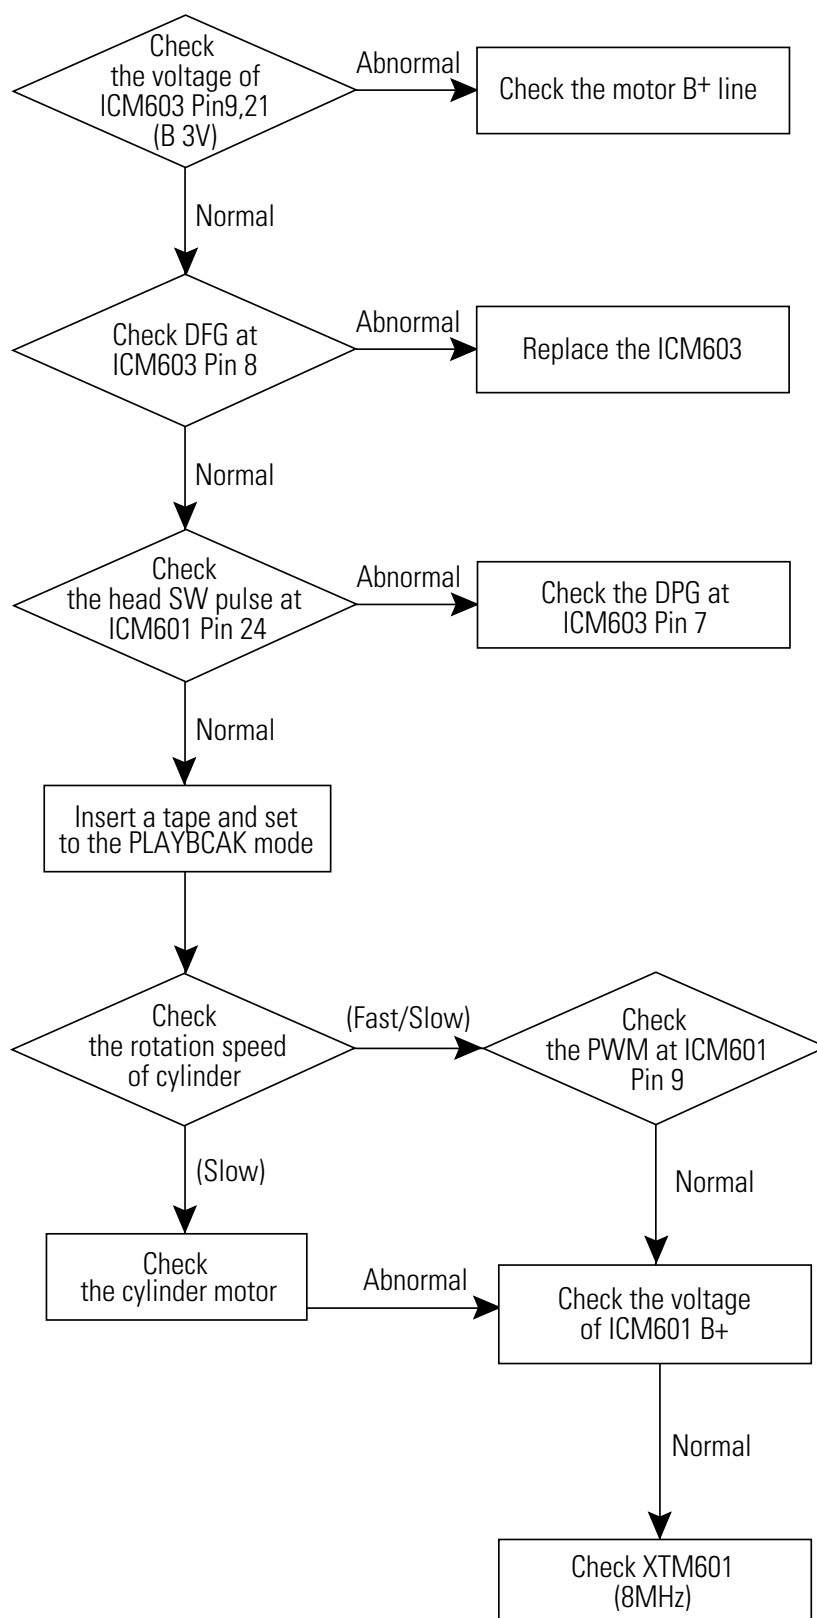 Check
the voltage of
ICM603 Pin9,21
(B 3V)
Abnormal
Check the motor B+ line
Normal
Check DFG at
ICM603 Pin 8
Abnormal
Replace the ICM603
Normal
Check
the head SW pulse at
ICM601 Pin 24
Abnormal
Check the DPG at
ICM603 Pin 7
Normal
Insert a tape and set
to the PLAYBCAK mode
Check
the rotation speed
of cylinder
(Fast/Slow)
Check
the PWM at ICM601
Pin 9
(Slow)
Normal
Check
the cylinder motor
Abnormal
Check the voltage
of ICM601 B+
Normal
Check XTM601
(8MHz)